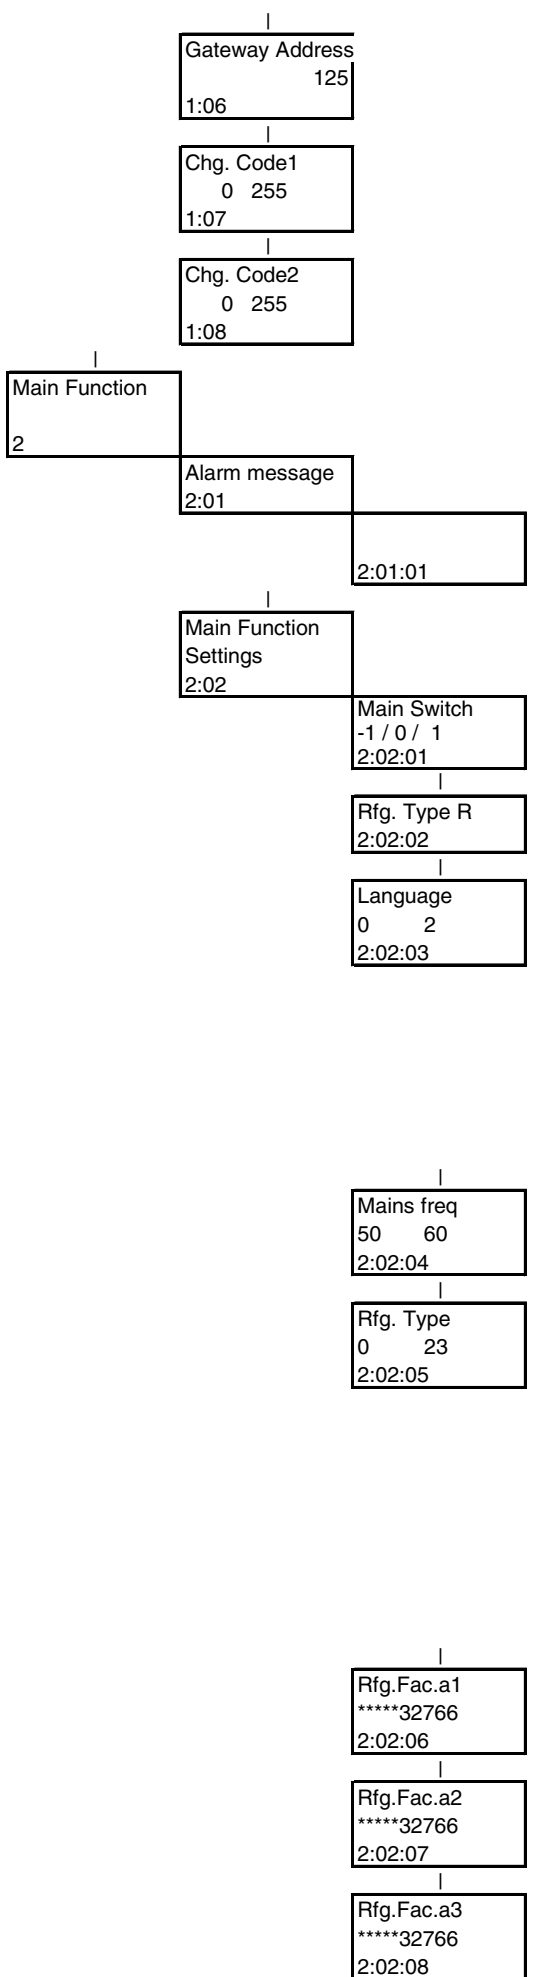 Gateway Address
125
1:06
Chg. Code1
0 255
1:07
Chg. Code2
0 255
1:08
Main Function
2
Alarm message
2:01
2:01:01
Main Function
Settings
2:02
Main Switch
-1 / 0 / 1
2:02:01
Rfg. Type R
2:02:02
Language
0 2
2:02:03
Mains freq
50 60
2:02:04
Rfg. Type
0 23
2:02:05
Rfg.Fac.a1
*****32766
2:02:06
Rfg.Fac.a2
*****32766
2:02:07
Rfg.Fac.a3
*****32766
2:02:08